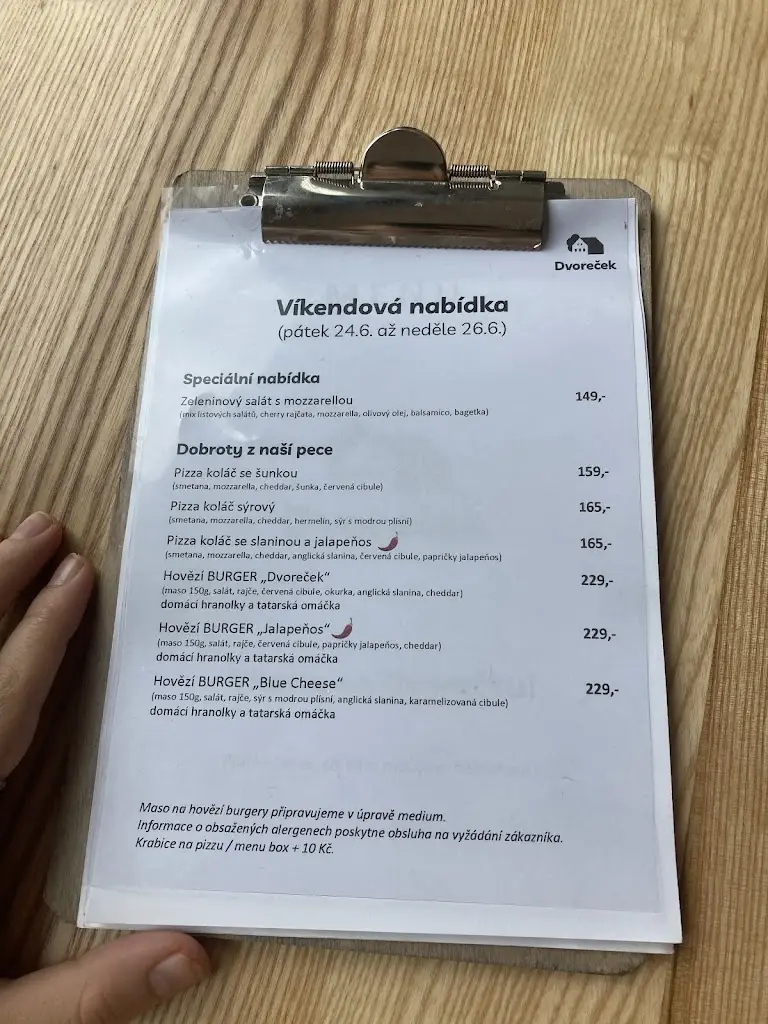 Dvoreček
Víkendová nabídka
(pátek 24.6. až neděle 26.6.)
Speciální nabídka
Zeleninový salát s mozzarellou 149,-
(mix listových salátů, cherry rajčata, mozzarella, olivový olej, balsamico, bagetka)
Dobroty z naší pece
Pizza koláč se šunkou 159,-
(smetana, mozzarella, cheddar, šunka, červená cibule)
Pizza koláč sýrový 165,-
(smetana, mozzarella, cheddar, hermelín, sýr s modrou plísní)
Pizza koláč se slaninou a jalapeňos 165,-
(smetana, mozzarella, cheddar, anglická slanina, červená cibule, papričky jalapeňos)
Hovězí BURGER „Dvoreček“ 229,-
(maso 150g, salát, rajče, červená cibule, okurka, anglická slanina, cheddar)
domácí hranolky a tatarská omáčka
Hovězí BURGER „Jalapeňos“ 229,-
(maso 150g, salát, rajče, červená cibule, papričky jalapeňos, cheddar)
domácí hranolky a tatarská omáčka
Hovězí BURGER „Blue Cheese“ 229,-
(maso 150g, salát, rajče, sýr s modrou plísní, anglická slanina, karamelizovaná cibule)
domácí hranolky a tatarská omáčka
Maso na hovězí burgery připravujeme v úpravě medium.
Informace o obsažených alergenech poskytne obsluha na vyžádání zákazníka.
Krabice na pizzu / menu box + 10 Kč.